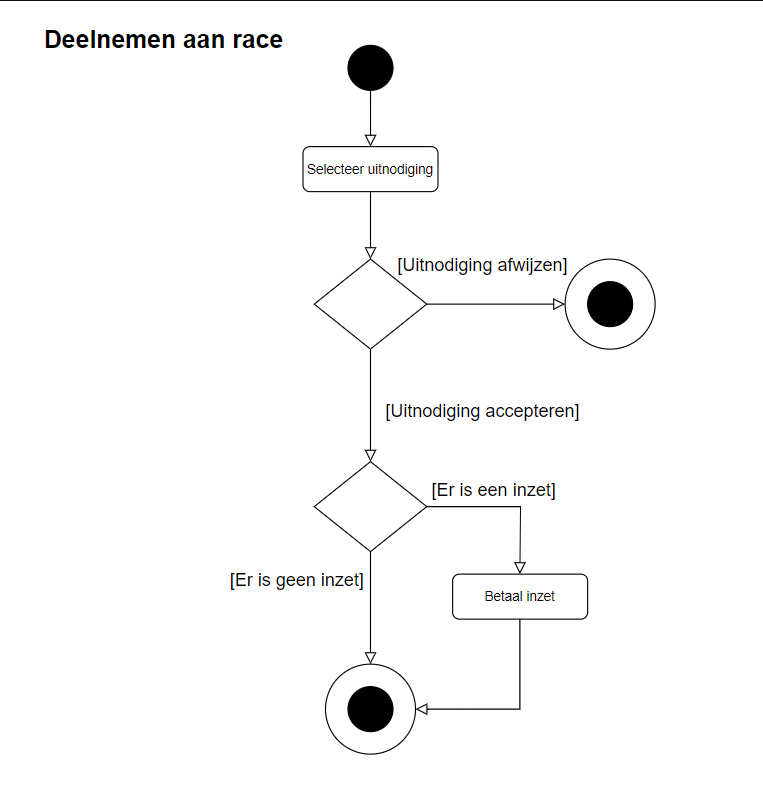 Deelnemen aan race
Selecteer uitnodiging
[Uitnodiging afwijzen]
[Uitnodiging accepteren]
[Er is een inzet]
[Er is geen inzet]
Betaal inzet